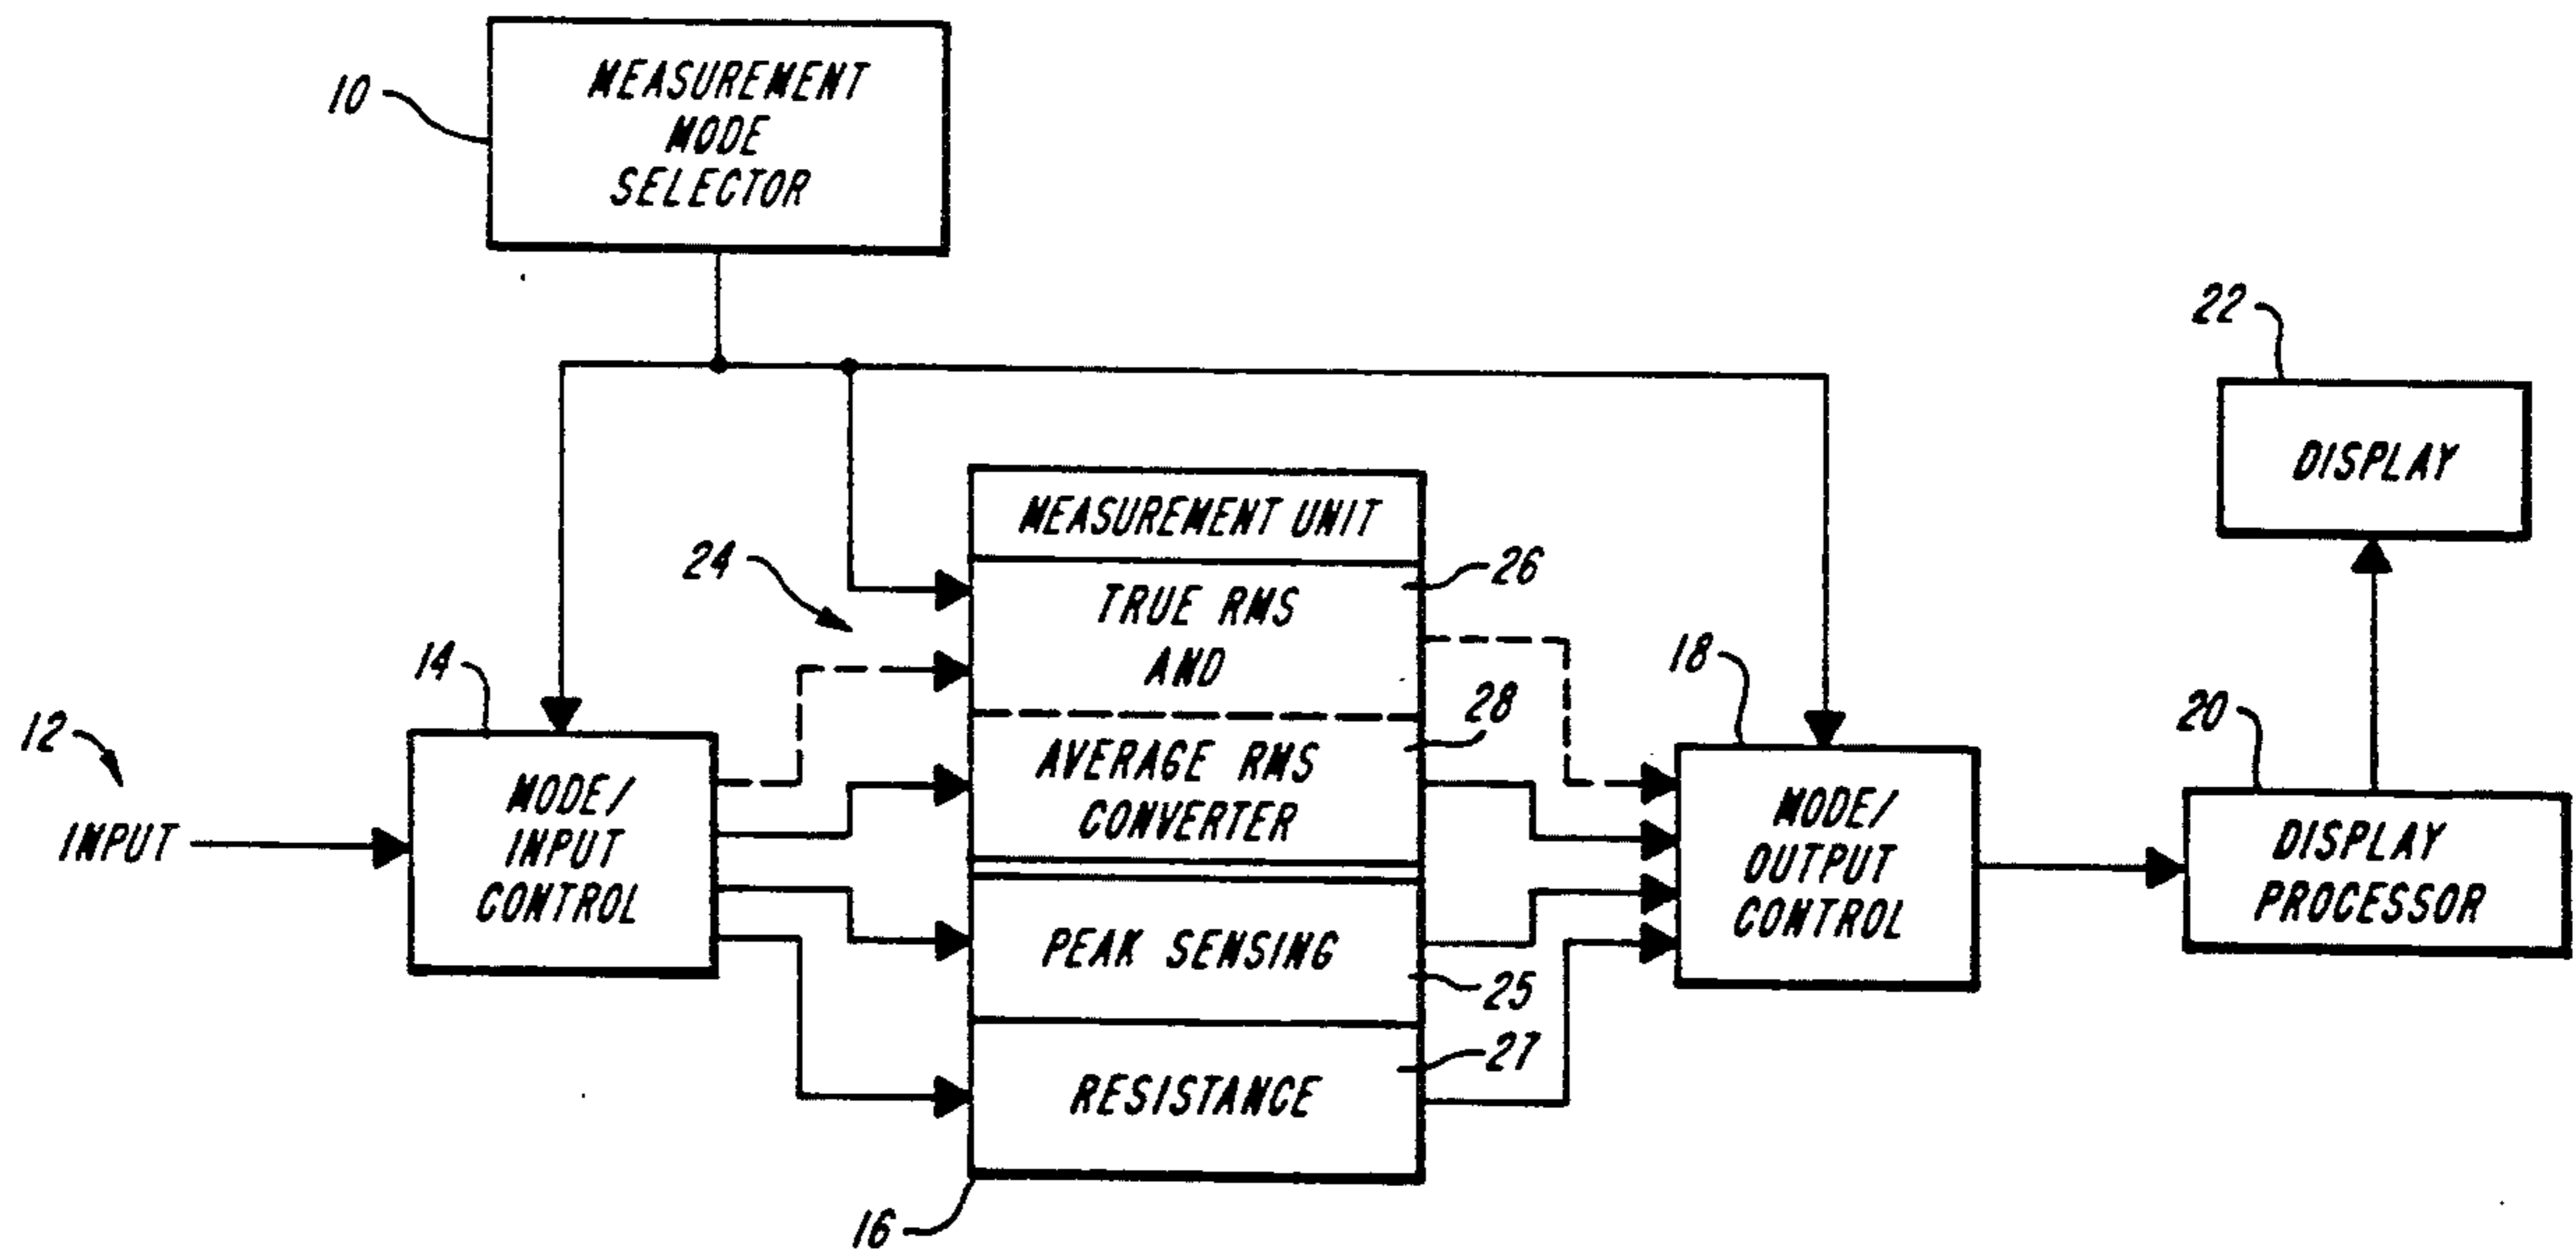 10
MEASUREMENT
MODE
SELECTOR
22
DISPLAY
MEASUREMENT UNIT
24
26
TRUE RMS
AND
28
AVERAGE RMS
CONVERTER
14
18
12
INPUT
MODE/
INPUT
CONTROL
MODE/
OUTPUT
CONTROL
20
DISPLAY
PROCESSOR
PEAK SENSING
25
27
RESISTANCE
16